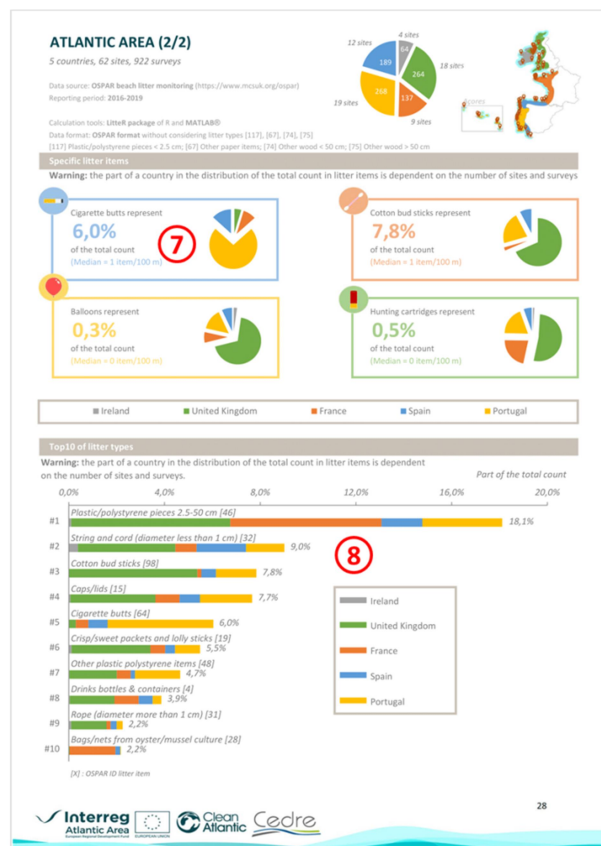 ATLANTIC AREA (2/2)
5 countries, 62 sites, 922 surveys
4 sites
12 sites
64
18 sites
189
264
268
137
19 sites
9 sites
Data source: OSPAR beach litter monitoring (https://www.mcsuk.org/ospar)
Reporting period: 2016-2019
Calculation tools: LitteR package of R and MATLAB®
Data format: OSPAR format without considering litter types [117], [67], [74], [75]
[117] Plastic/polystyrene pieces < 2.5 cm; [67] Other paper items; [74] Other wood < 50 cm; [75] Other wood > 50 cm
Specific litter items
Warning: the part of a country in the distribution of the total count in litter items is dependent on the number of sites and surveys
Cigarette butts represent
6,0%
of the total count
(Median = 1 item/100 m)
7
Cotton bud sticks represent
7,8%
of the total count
(Median = 1 item/100 m)
Balloons represent
0,3%
of the total count
(Median = 0 item/100 m)
Hunting cartridges represent
0,5%
of the total count
(Median = 0 item/100 m)
Ireland United Kingdom France Spain Portugal
Top10 of litter types
Warning: the part of a country in the distribution of the total count in litter items is dependent
on the number of sites and surveys.
Part of the total count
0,0% 4,0% 8,0% 12,0% 16,0% 20,0%
Plastic/polystyrene pieces 2.5-50 cm [46]
#1 18,1%
String and cord (diameter less than 1 cm) [32]
#2 9,0%
8
Cotton bud sticks [98]
#3 7,8%
Caps/lids [15]
#4 7,7%
Cigarette butts [64]
#5 6,0%
Crisp/sweet packets and lolly sticks [19]
#6 5,5%
Other plastic polystyrene items [48]
#7 4,7%
Drinks bottles & containers [4]
#8 3,9%
Rope (diameter more than 1 cm) [31]
#9 2,2%
Bags/nets from oyster/mussel culture [28]
#10 2,2%
Ireland
United Kingdom
France
Spain
Portugal
[X] : OSPAR ID litter item
28
Interreg
Atlantic Area
European Regional Development Fund
EUROPEAN UNION
Clean
Atlantic
Cedre